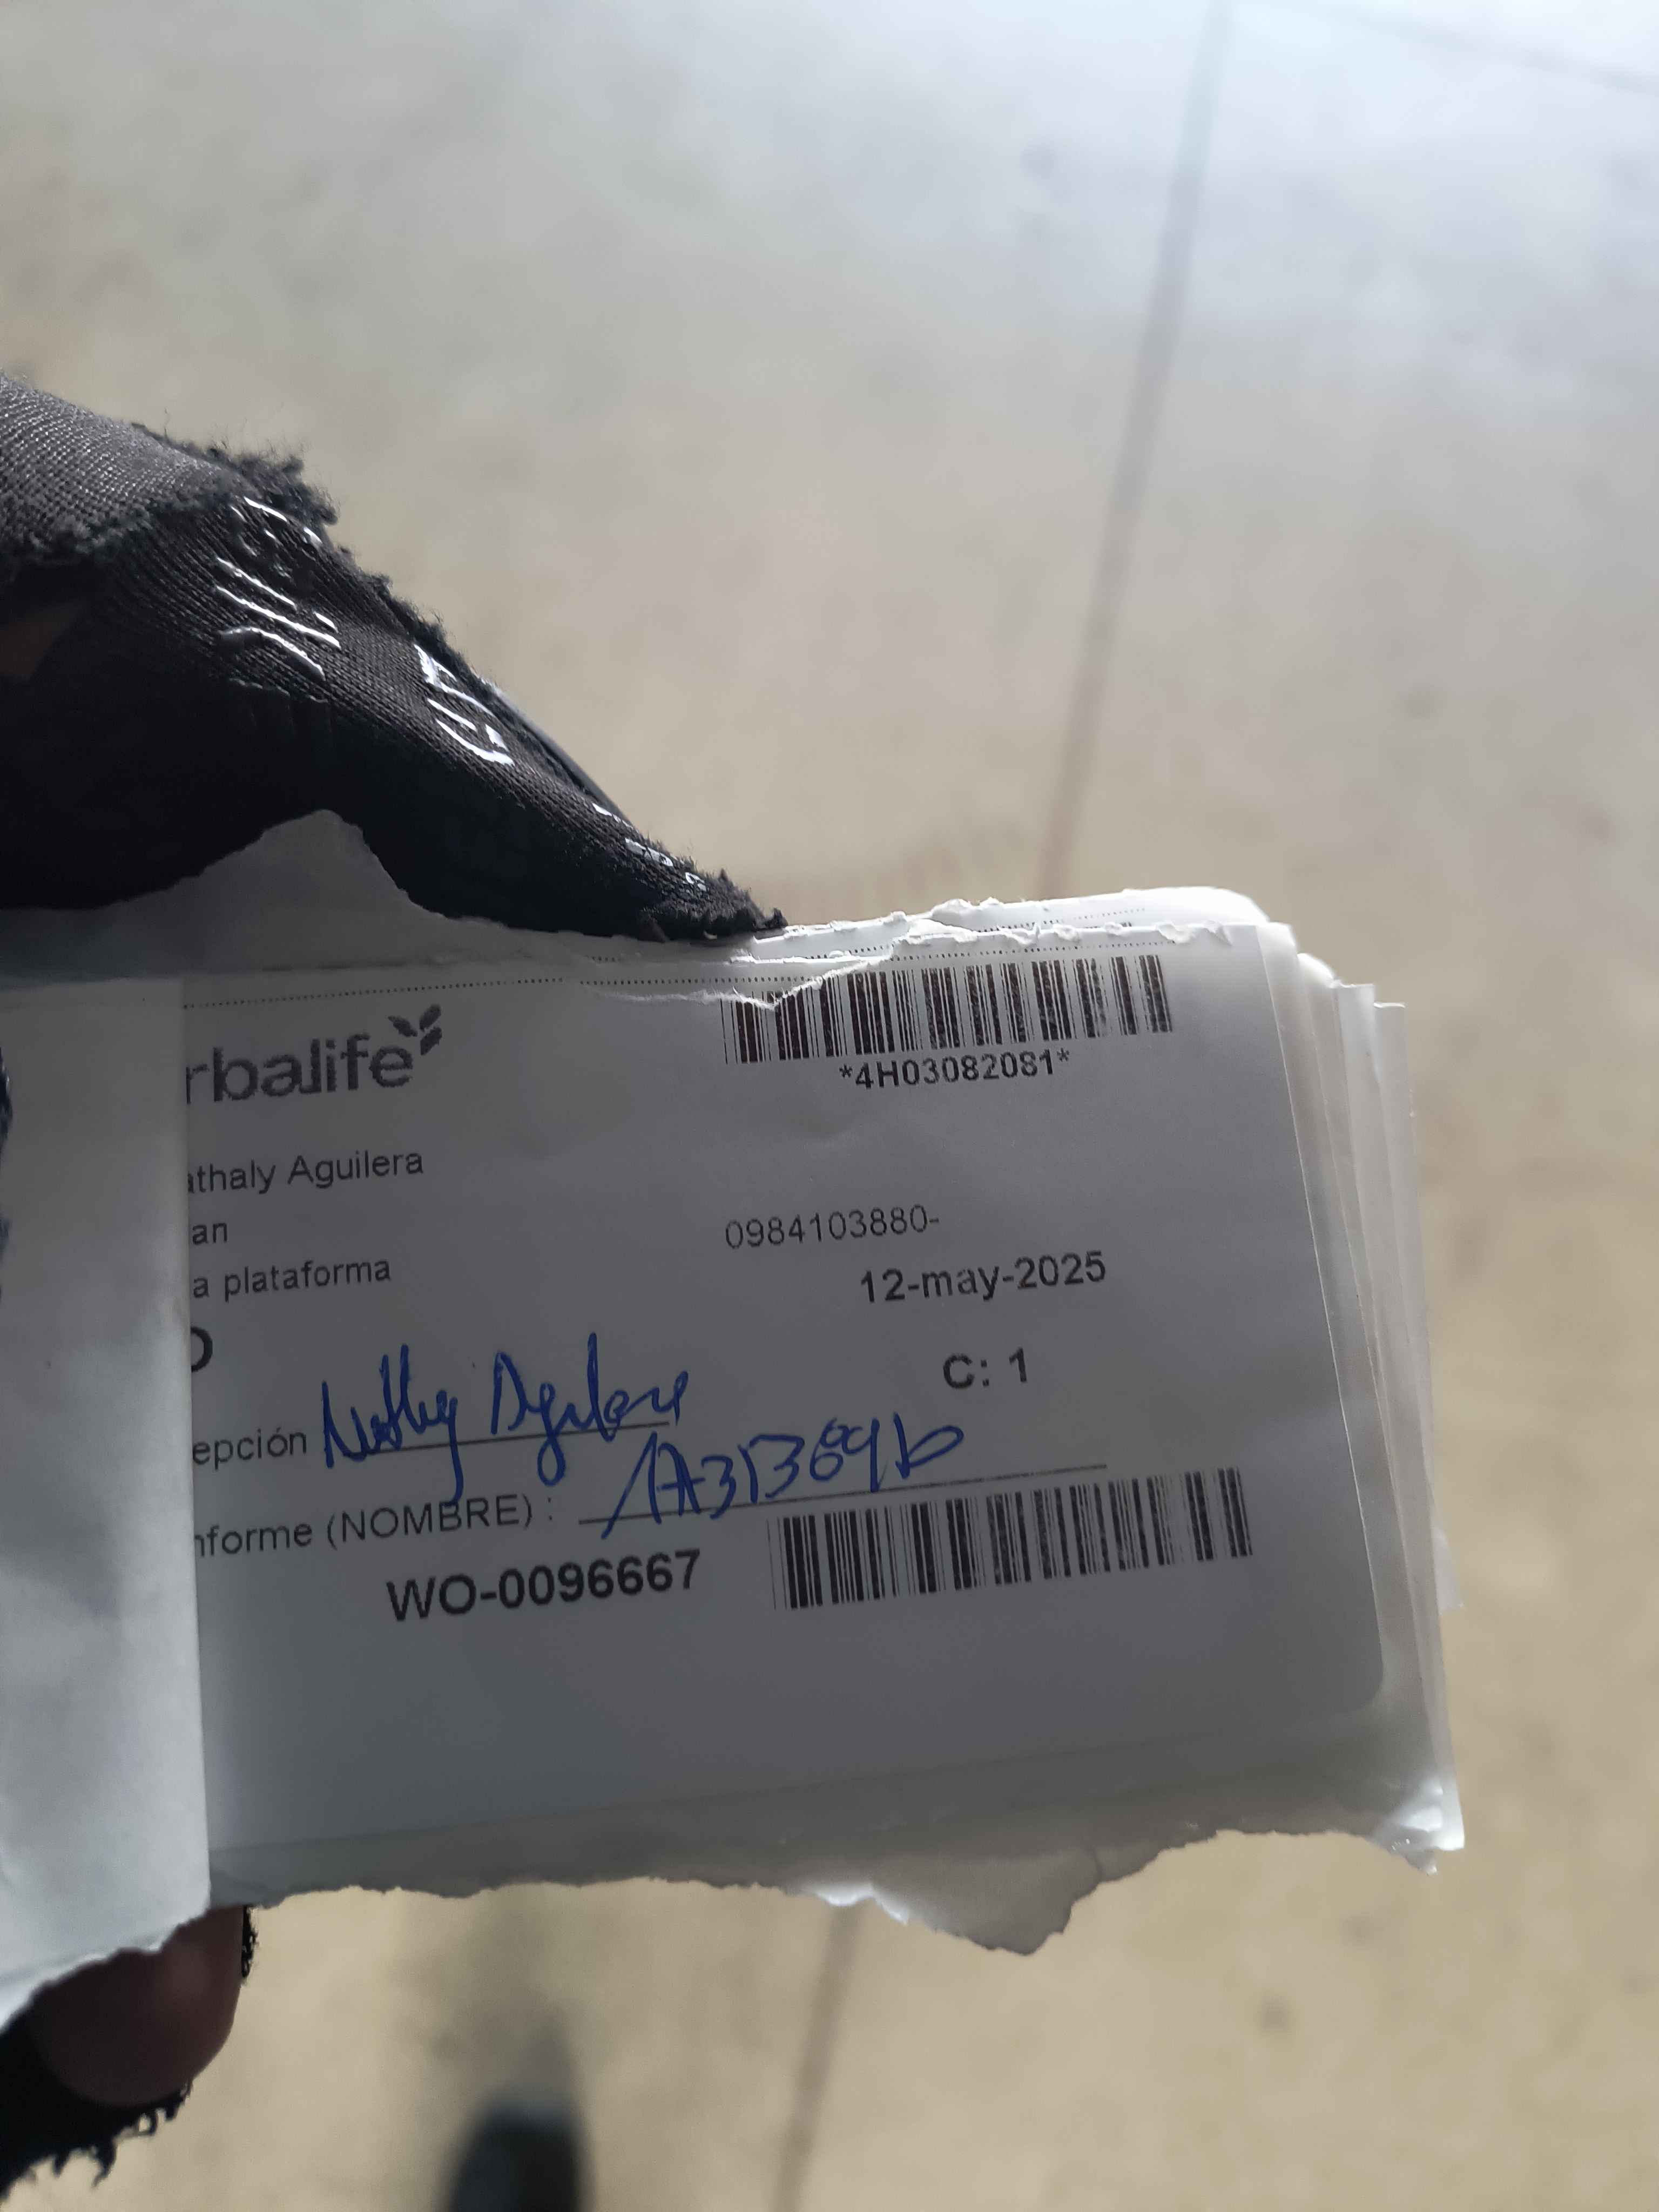 rbalife
*4H03082081*
athaly Aguilera
an
0984103880-
a plataforma
12-may-2025
O
C: 1
epción
nforme (NOMBRE) :
WO-0096667